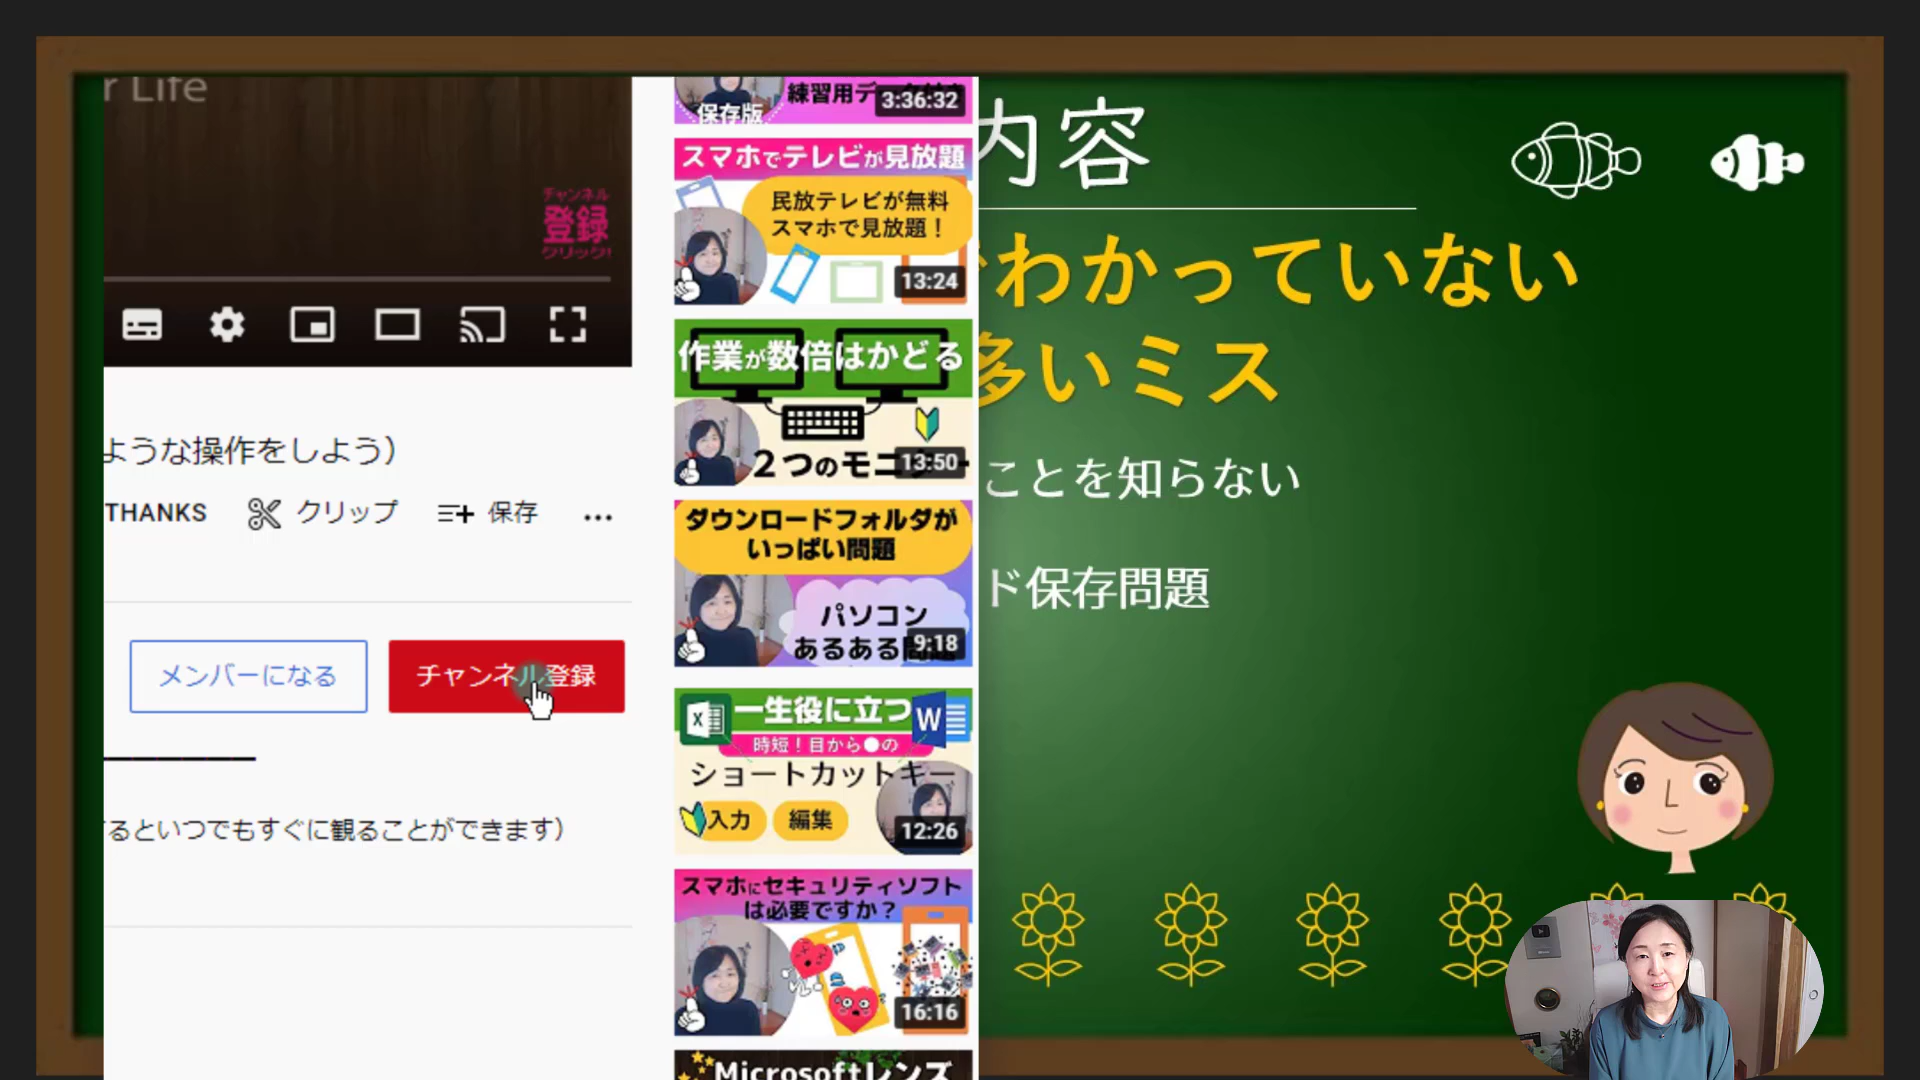 r Life
チャンネル
登録
クリック!
ような操作をしよう）
THANKS
クリップ
保存
...
メンバーになる
チャンネル登録
るといつでもすぐに観ることができます）
練習用デ
保存版
3:36:32
スマホでテレビが見放題
民放テレビが無料
スマホで見放題！
13:24
作業が数倍はかどる
2つのモニ
13:50
ダウンロードフォルダが
いっぱい問題
パソコン
あるある問題
9:18
一生役に立つ
時短！目から●の
ショートカットキー
入力
編集
12:26
スマホにセキュリティソフト
は必要ですか？
16:16
Microsoftレンズ
内容
わかっていない
多いミス
ことを知らない
ド保存問題